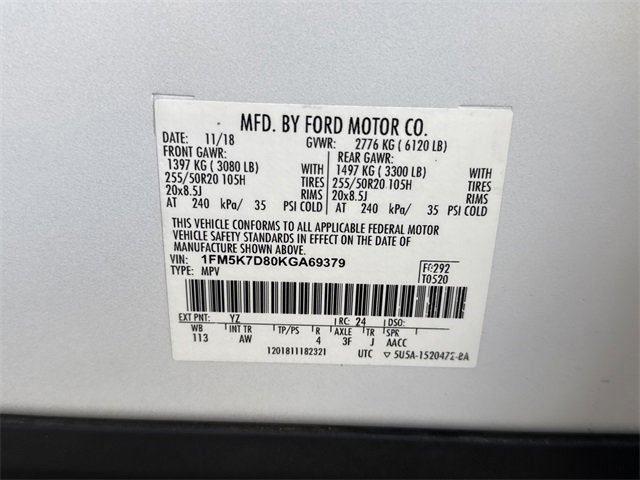 MFD. BY FORD MOTOR CO.
DATE: 11/18 GVWR: 2776 KG ( 6120 LB)
FRONT GAWR: REAR GAWR:
1397 KG ( 3080 LB) WITH 1497 KG ( 3300 LB) WITH
255/50R20 105H TIRES 255/50R20 105H TIRES
20x8.5J RIMS 20x8.5J RIMS
AT 240 kPa/ 35 PSI COLD AT 240 kPa/ 35 PSI COLD
THIS VEHICLE CONFORMS TO ALL APPLICABLE FEDERAL MOTOR
VEHICLE SAFETY STANDARDS IN EFFECT ON THE DATE OF
MANUFACTURE SHOWN ABOVE.
VIN: 1FM5K7D80KGA69379 F0292
TYPE: MPV T0520
EXT PNT: YZ RC: 24 DSO:
WB INT TR TP/PS R AXLE TR SPR
113 AW 4 3F J AACC
1201811182321 UTC ▽ 5U5A-1520472-BA